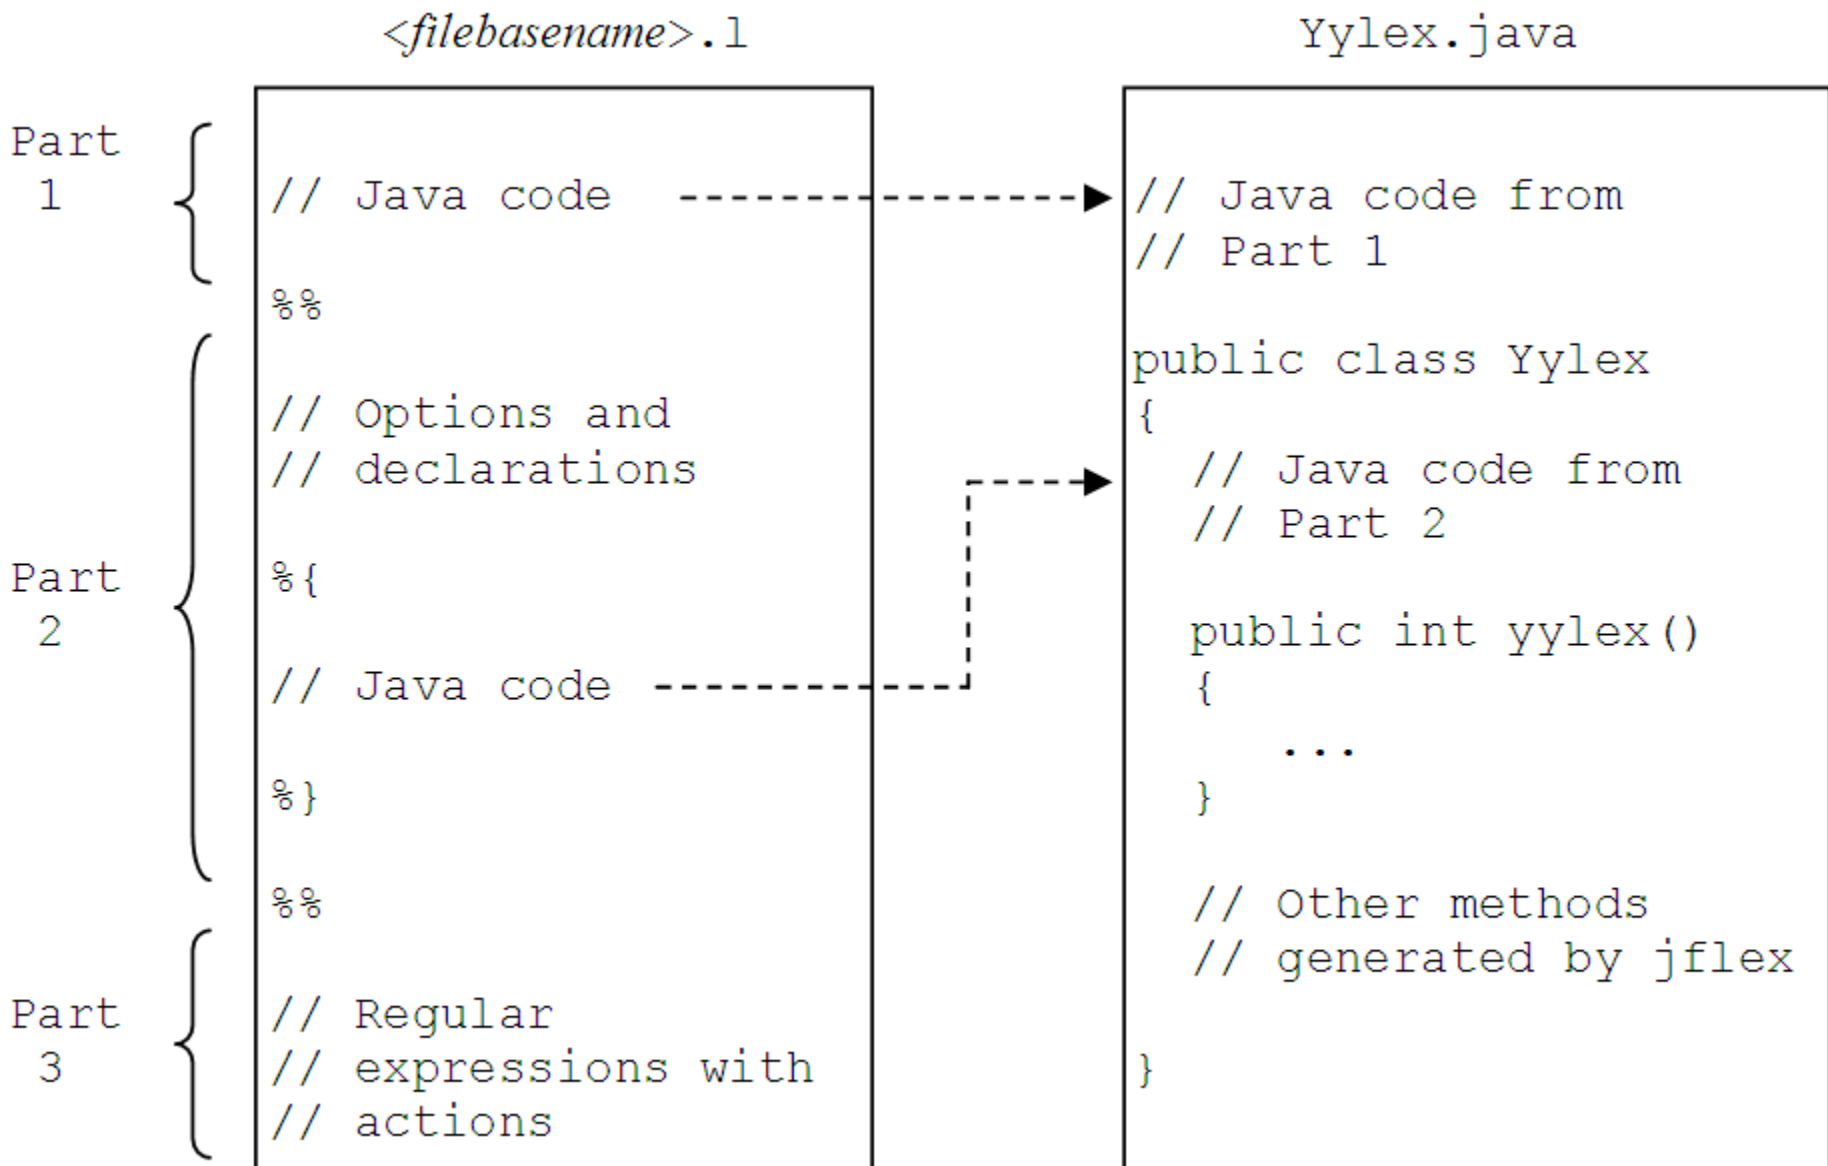 <filebasename>.l
Part
1
// Java code
%%
Part
2
// Options and
// declarations
%{
// Java code
%}
%%
Part
3
// Regular
// expressions with
// actions
Yylex.java
// Java code from
// Part 1
public class Yylex
{
// Java code from
// Part 2
public int yylex()
{
...
}
// Other methods
// generated by jflex
}